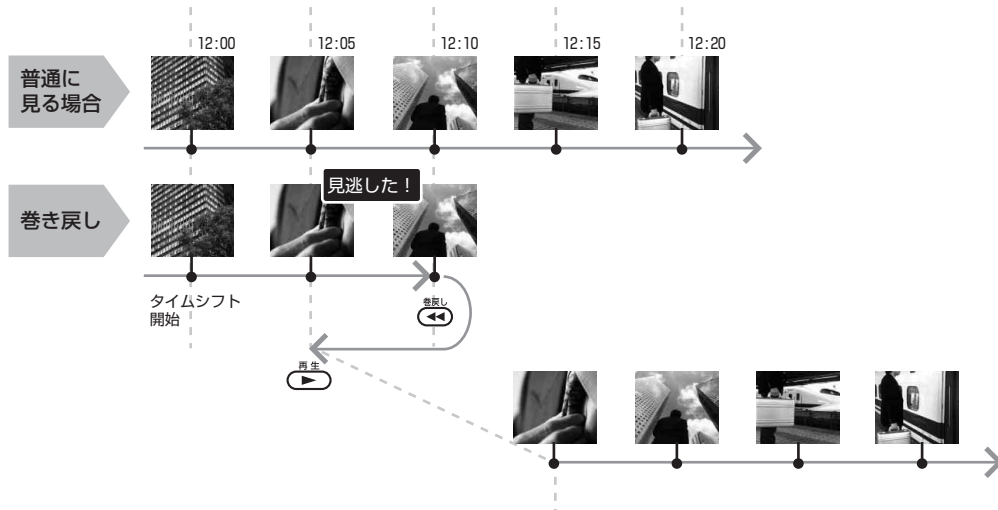 12:00
12:05
12:10
12:15
12:20
普通に
見る場合
見逃した！
巻き戻し
タイムシフト
開始
巻戻し
再生